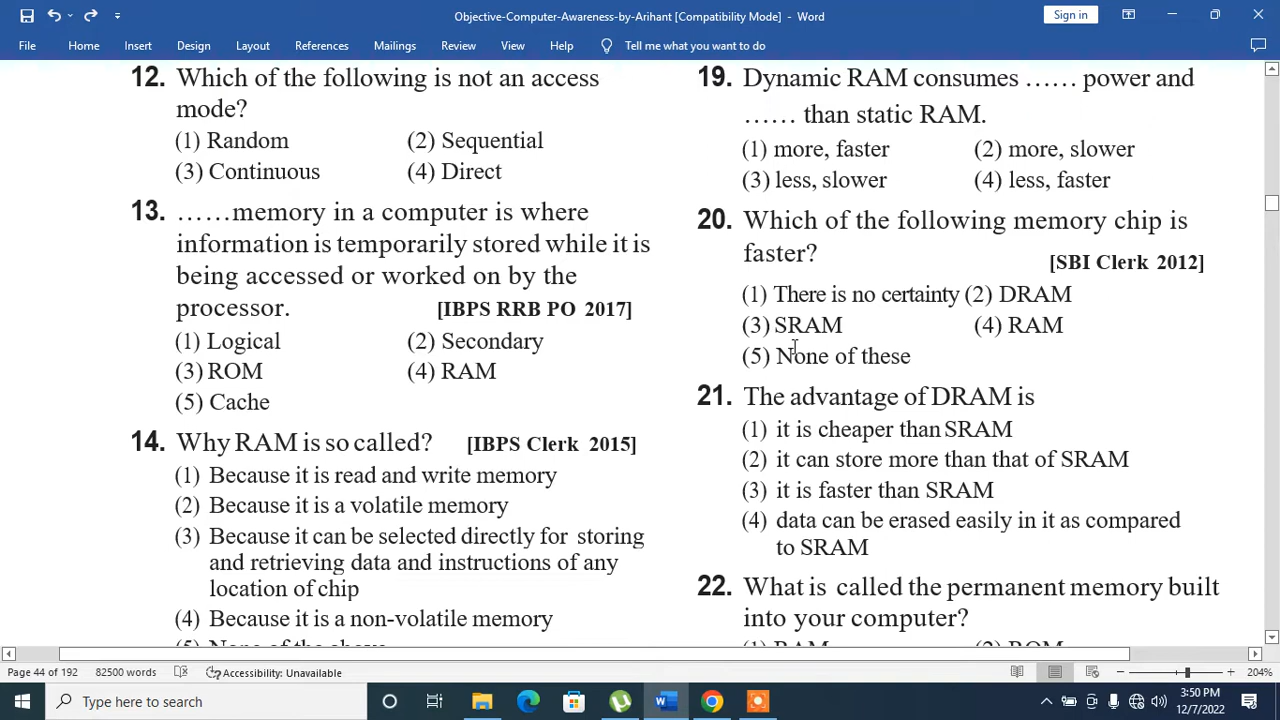 Objective-Computer-Awareness-by-Arihant [Compatibility Mode] - Word
Sign in
File Home Insert Design Layout References Mailings Review View Help Tell me what you want to do
12. Which of the following is not an access
mode?
(1) Random (2) Sequential
(3) Continuous (4) Direct
13. ……memory in a computer is where
information is temporarily stored while it is
being accessed or worked on by the
processor. [IBPS RRB PO 2017]
(1) Logical (2) Secondary
(3) ROM (4) RAM
(5) Cache
14. Why RAM is so called? [IBPS Clerk 2015]
(1) Because it is read and write memory
(2) Because it is a volatile memory
(3) Because it can be selected directly for storing
and retrieving data and instructions of any
location of chip
(4) Because it is a non-volatile memory
(5) None of the above
19. Dynamic RAM consumes …… power and
…… than static RAM.
(1) more, faster (2) more, slower
(3) less, slower (4) less, faster
20. Which of the following memory chip is
faster? [SBI Clerk 2012]
(1) There is no certainty (2) DRAM
(3) SRAM (4) RAM
(5) None of these
21. The advantage of DRAM is
(1) it is cheaper than SRAM
(2) it can store more than that of SRAM
(3) it is faster than SRAM
(4) data can be erased easily in it as compared
to SRAM
22. What is called the permanent memory built
into your computer?
(1) RAM (2) ROM
Page 44 of 192 82500 words Accessibility: Unavailable 204%
Type here to search
3:50 PM
12/7/2022